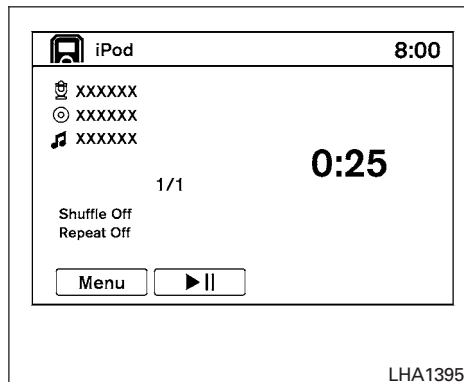 iPod 8:00
XXXXXX
XXXXXX
XXXXXX
0:25
1/1
Shuffle Off
Repeat Off
Menu
LHA1395